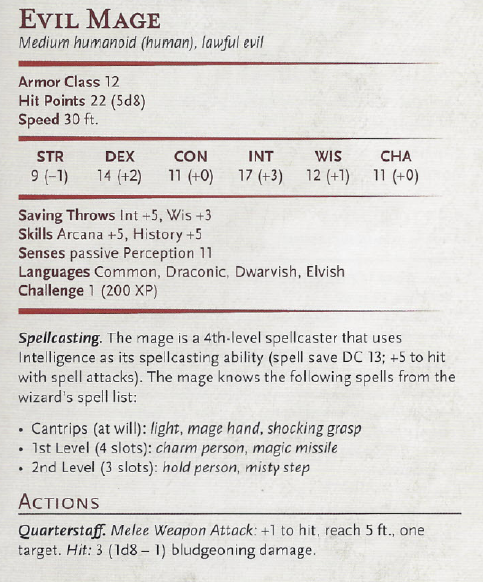 EVIL MAGE
Medium humanoid (human), lawful evil
Armor Class 12
Hit Points 22 (5d8)
Speed 30 ft.
STR DEX CON INT WIS CHA
9 (–1) 14 (+2) 11 (+0) 17 (+3) 12 (+1) 11 (+0)
Saving Throws Int +5, Wis +3
Skills Arcana +5, History +5
Senses passive Perception 11
Languages Common, Draconic, Dwarvish, Elvish
Challenge 1 (200 XP)
Spellcasting. The mage is a 4th-level spellcaster that uses
Intelligence as its spellcasting ability (spell save DC 13; +5 to hit
with spell attacks). The mage knows the following spells from the
wizard's spell list:
• Cantrips (at will): light, mage hand, shocking grasp
• 1st Level (4 slots): charm person, magic missile
• 2nd Level (3 slots): hold person, misty step
ACTIONS
Quarterstaff. Melee Weapon Attack: +1 to hit, reach 5 ft., one
target. Hit: 3 (1d8 – 1) bludgeoning damage.